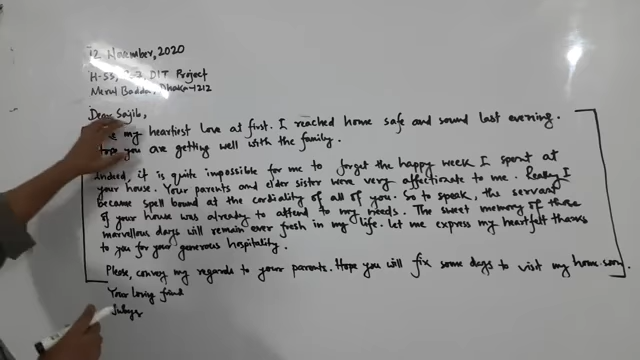 12 November, 2020
H-55, DIT Project
Merul Badda, Dhaka-1212
Dear Sajib,
my heartiest love at first. I reached home safe and sound last evening.
hope you are getting well with the family.
Indeed, it is quite impossible for me to forget the happy week I spent at
your house. Your parents and elder sister were very affectionate to me. Really I
became spell bound at the cordiality of all of you. So to speak, the servant
of your house was already to attend to my needs. The sweet memory of those
marvellous days will remain ever fresh in my life. Let me express my heartfelt thanks
to you for your generous hospitality.
Please, convey my regards to your parents. Hope you will fix some days to visit my home soon.
Your loving friend